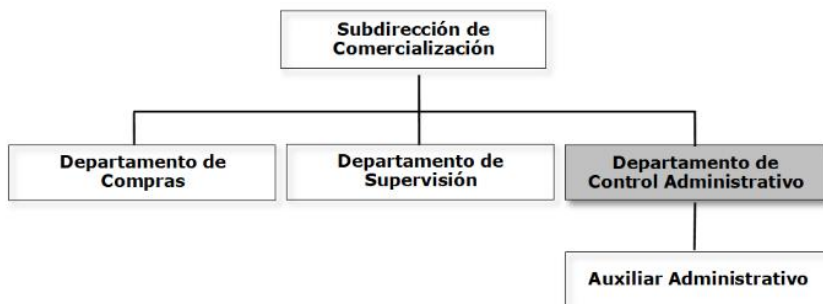 Subdirección de
Comercialización
Departamento de
Compras
Departamento de
Supervisión
Departamento de
Control Administrativo
Auxiliar Administrativo